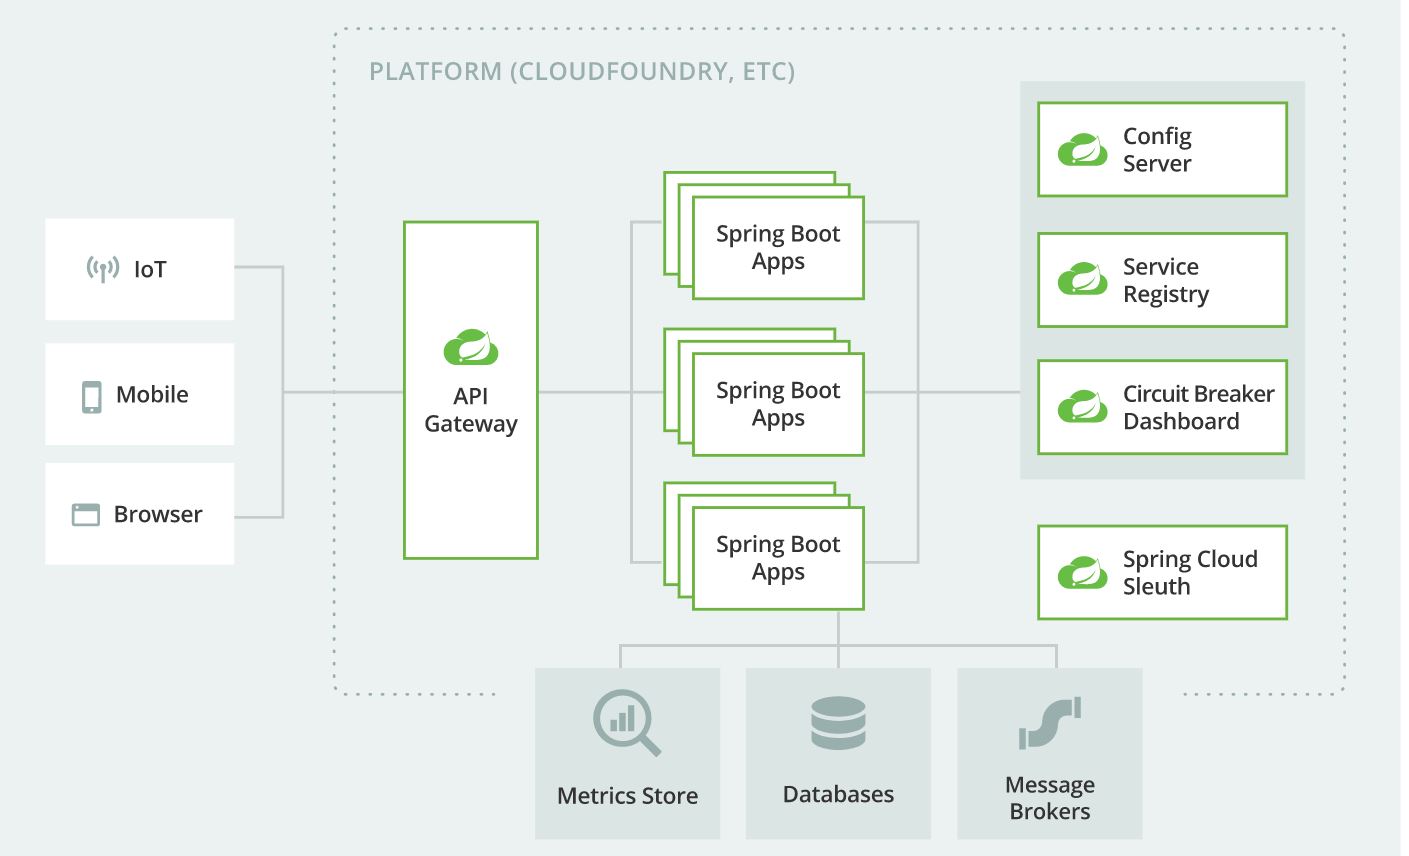 PLATFORM (CLOUDFOUNDRY, ETC)
IoT
Mobile
Browser
API
Gateway
Spring Boot
Apps
Spring Boot
Apps
Spring Boot
Apps
Config
Server
Service
Registry
Circuit Breaker
Dashboard
Spring Cloud
Sleuth
Metrics Store
Databases
Message
Brokers